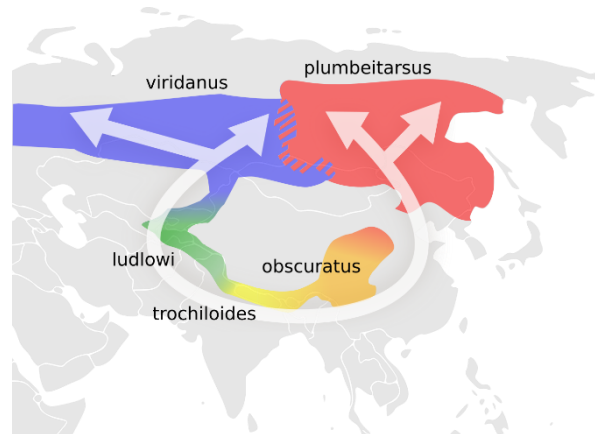 plumbeitarsus
viridanus
ludlowi
obscuratus
trochiloides